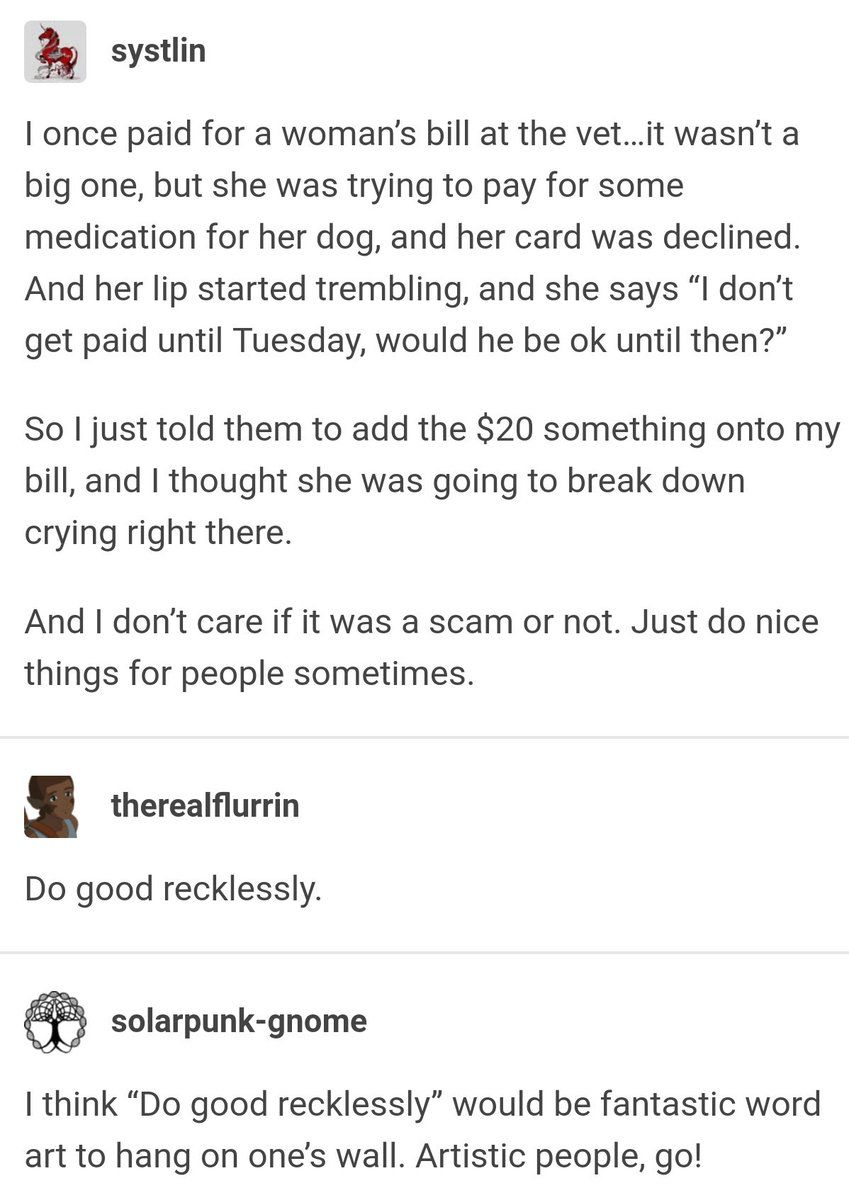 systlin
I once paid for a woman’s bill at the vet…it wasn’t a
big one, but she was trying to pay for some
medication for her dog, and her card was declined.
And her lip started trembling, and she says “I don’t
get paid until Tuesday, would he be ok until then?”
So I just told them to add the $20 something onto my
bill, and I thought she was going to break down
crying right there.
And I don’t care if it was a scam or not. Just do nice
things for people sometimes.
therealflurrin
Do good recklessly.
solarpunk-gnome
I think “Do good recklessly” would be fantastic word
art to hang on one’s wall. Artistic people, go!